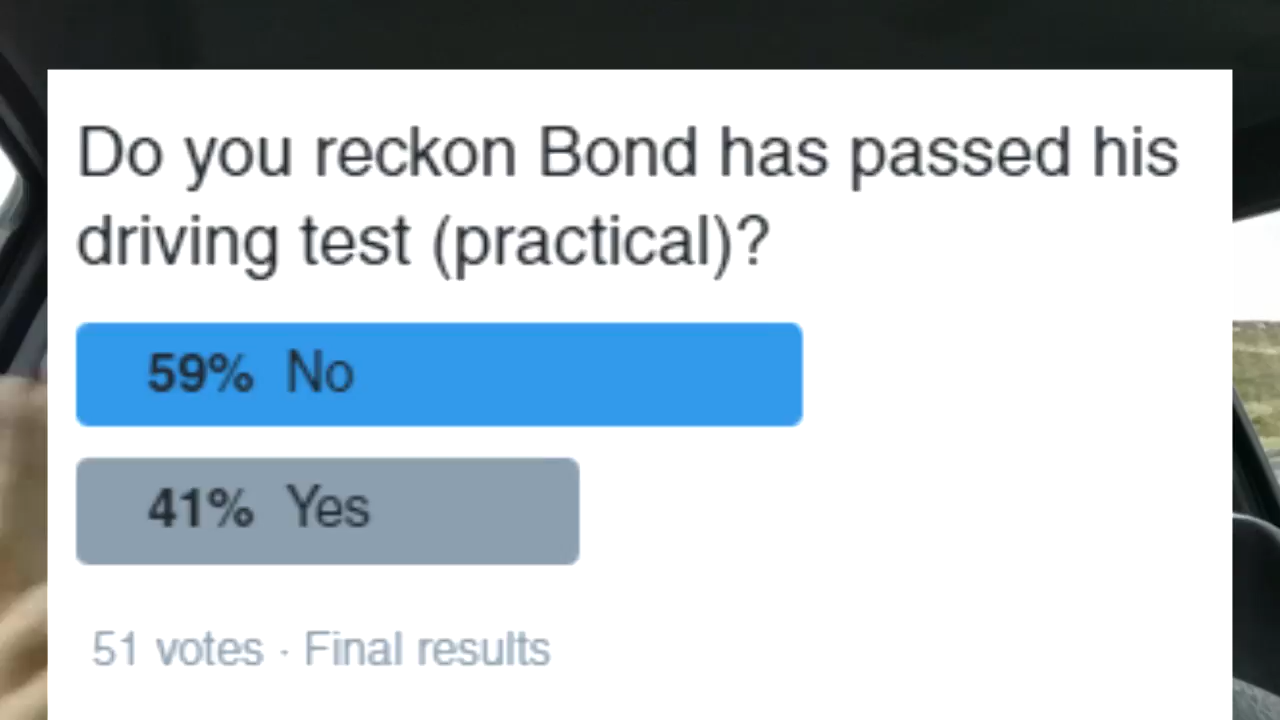 Do you reckon Bond has passed his
driving test (practical)?
59% No
41% Yes
51 votes · Final results